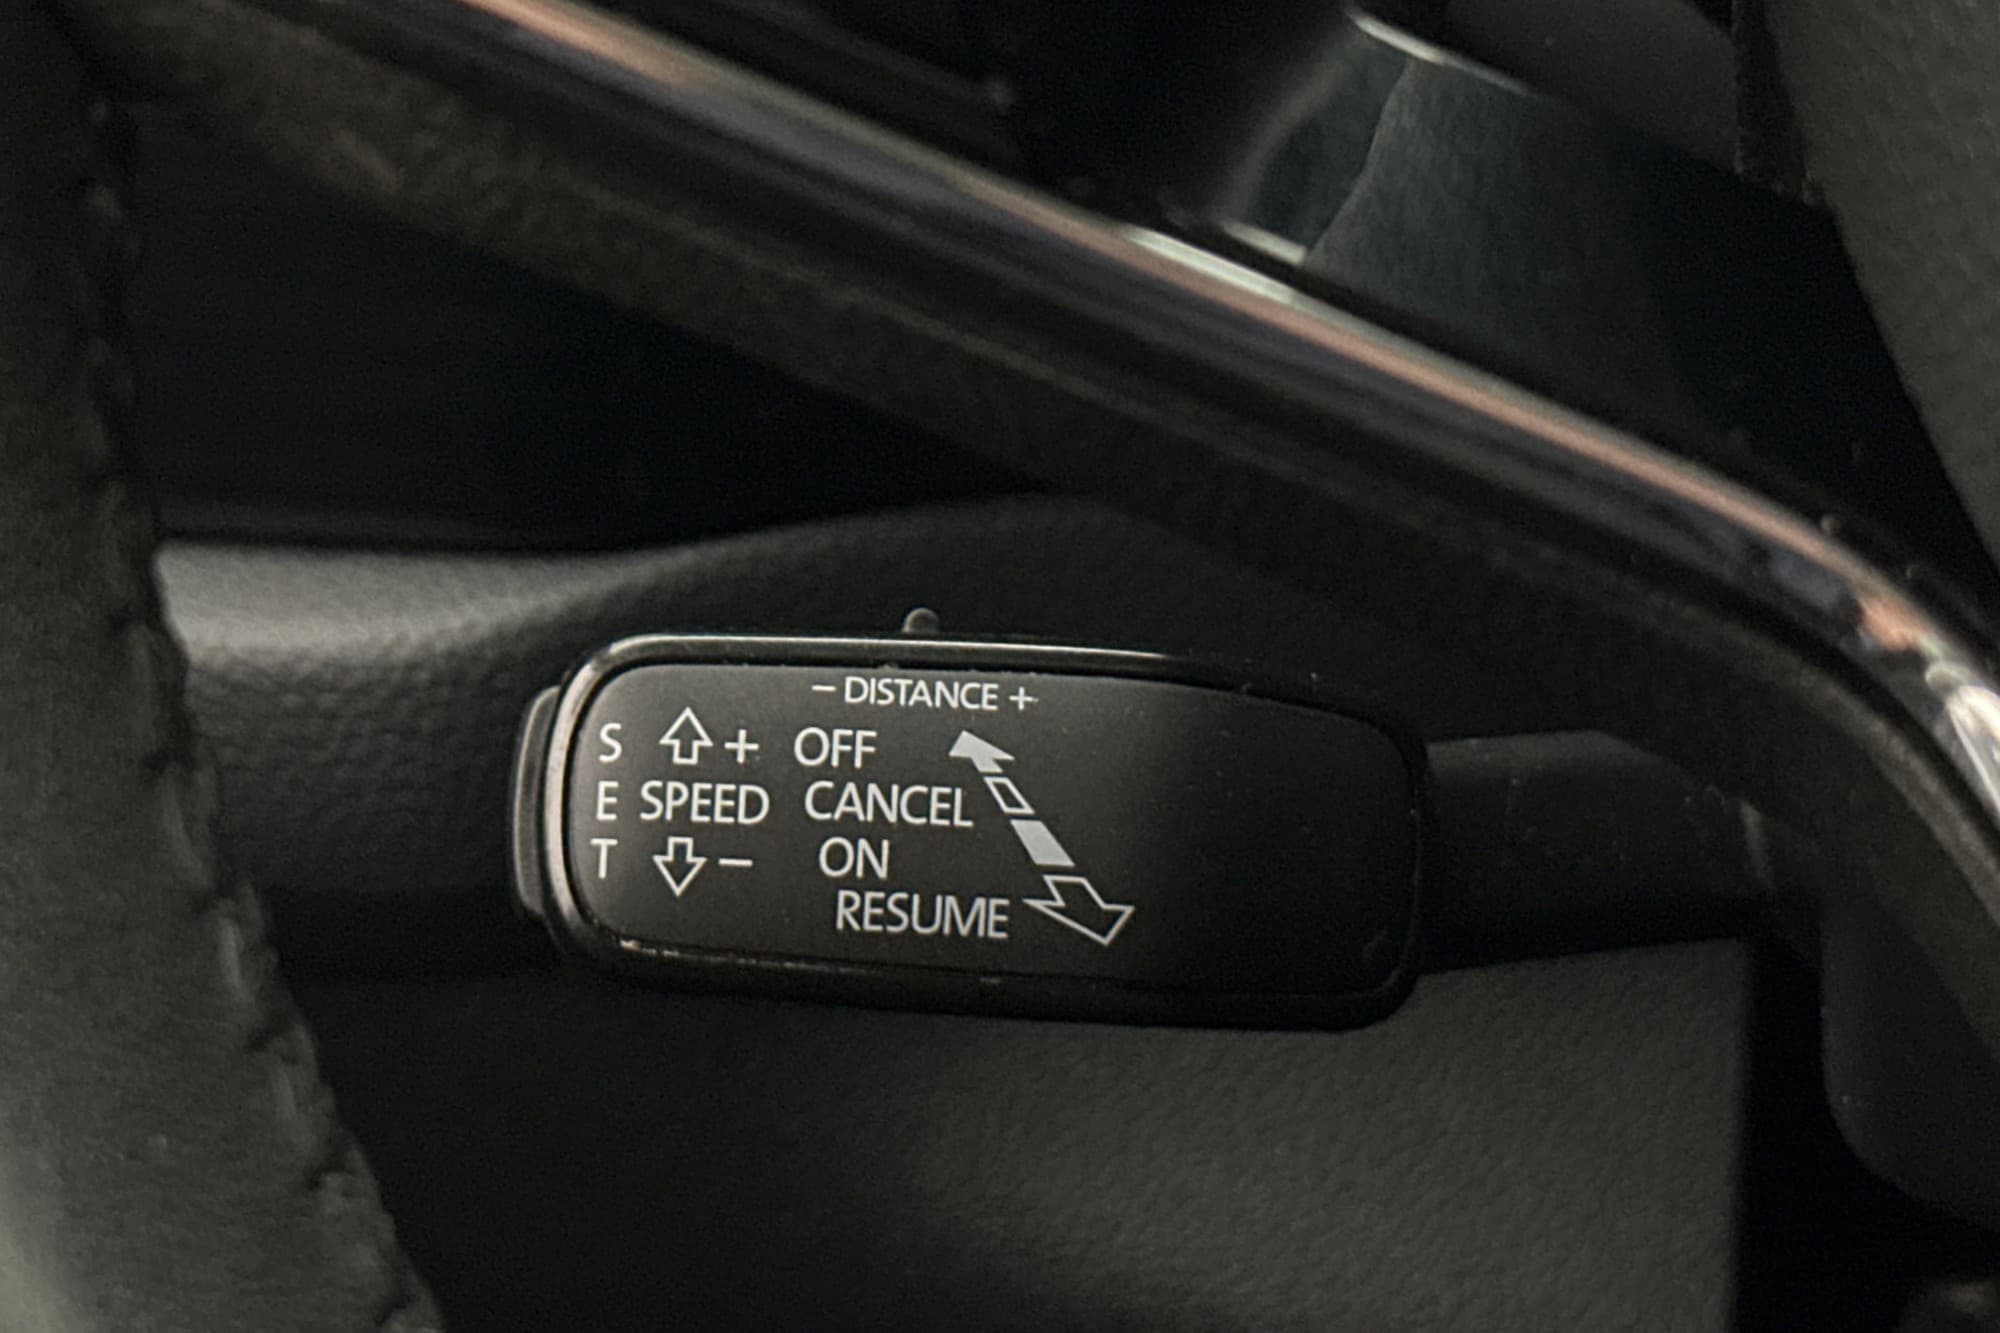 – DISTANCE +
S + OFF
E SPEED CANCEL
T – ON
RESUME